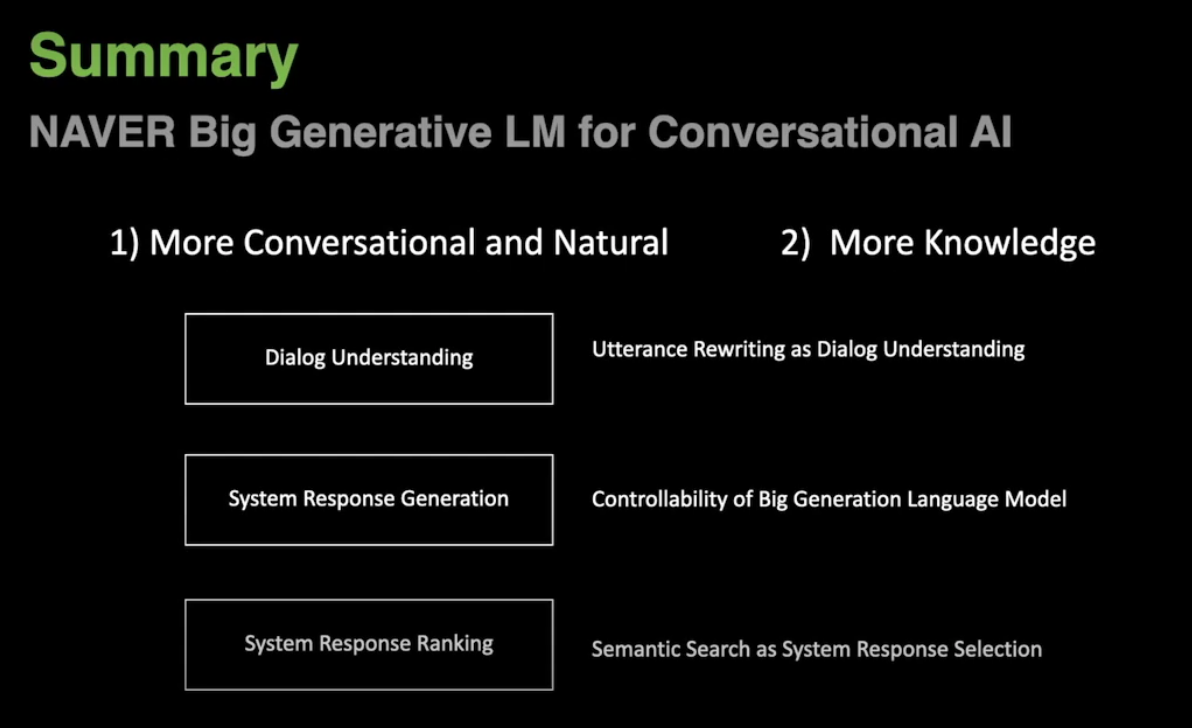 Summary
NAVER Big Generative LM for Conversational AI
1) More Conversational and Natural
2) More Knowledge
Dialog Understanding
Utterance Rewriting as Dialog Understanding
System Response Generation
Controllability of Big Generation Language Model
System Response Ranking
Semantic Search as System Response Selection